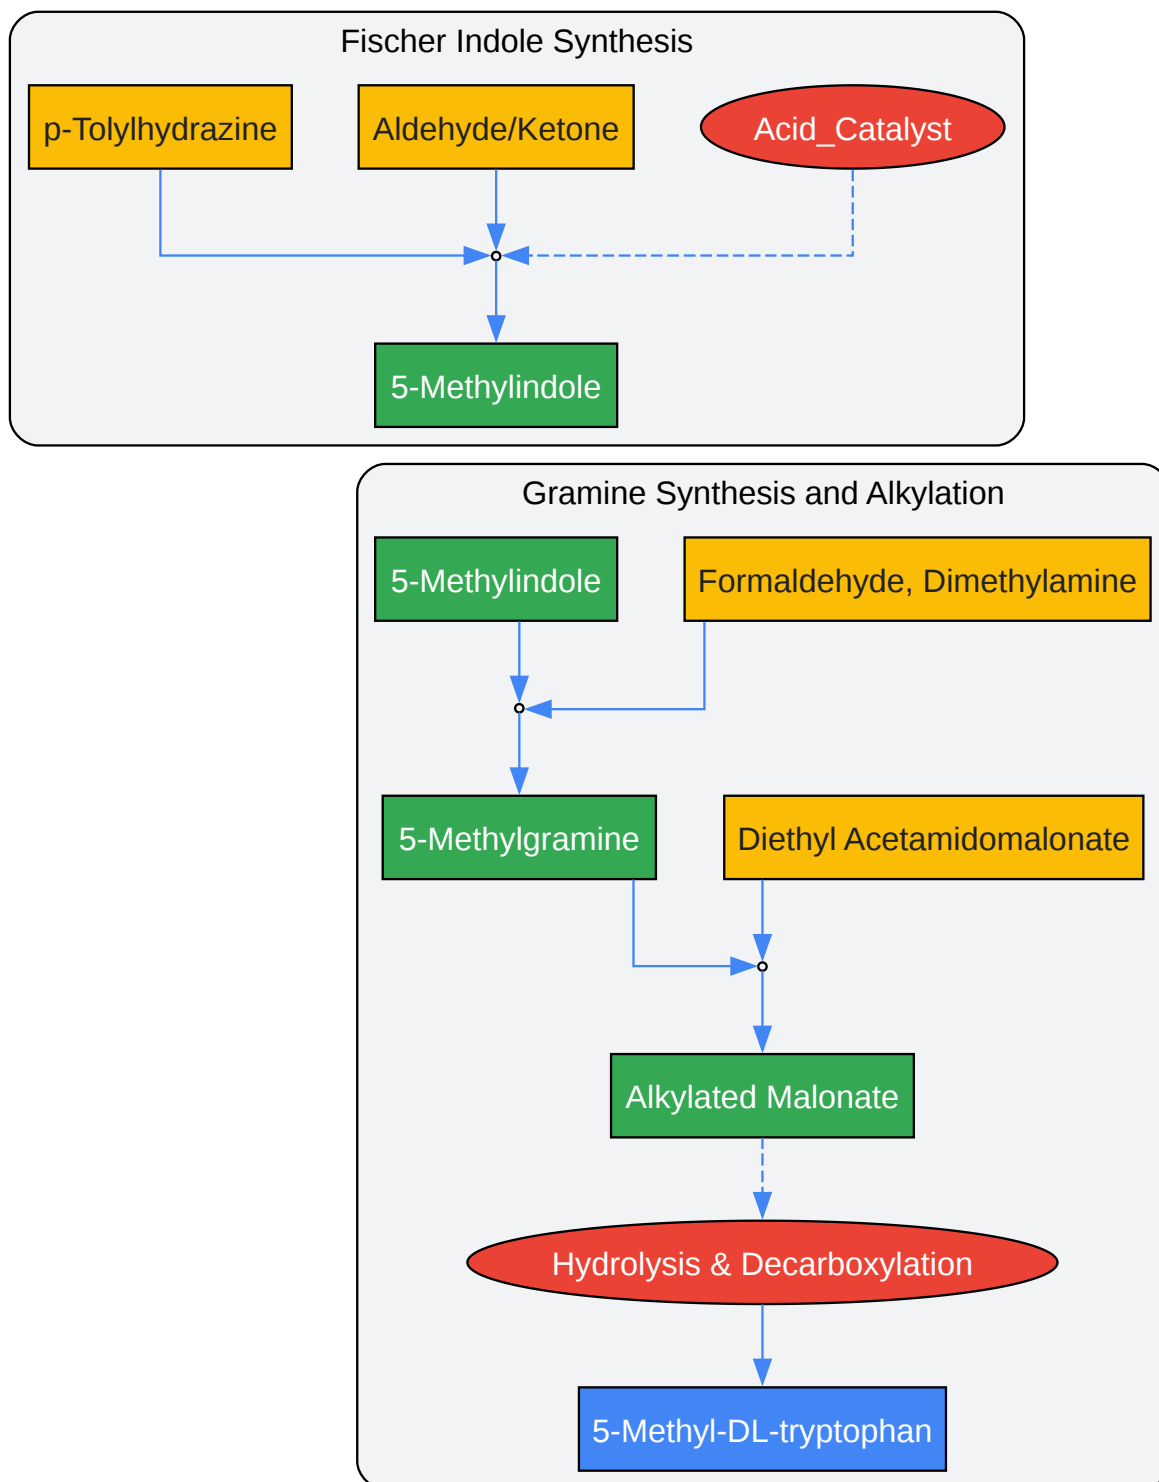 Fischer Indole Synthesis
p-Tolylhydrazine
Aldehyde/Ketone
Acid_Catalyst
5-Methylindole
Gramine Synthesis and Alkylation
5-Methylindole
Formaldehyde, Dimethylamine
5-Methylgramine
Diethyl Acetamidomalonate
Alkylated Malonate
Hydrolysis & Decarboxylation
5-Methyl-DL-tryptophan